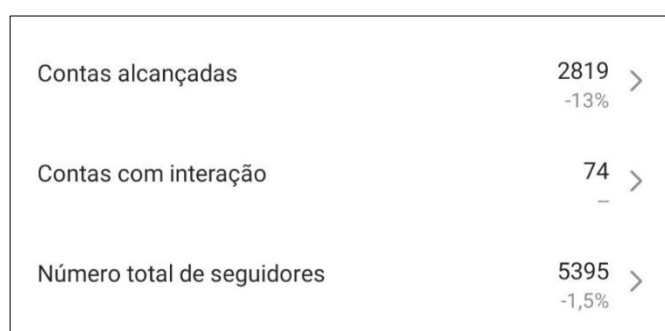 Contas alcançadas 2819
-13%
Contas com interação 74
--
Número total de seguidores 5395
-1,5%